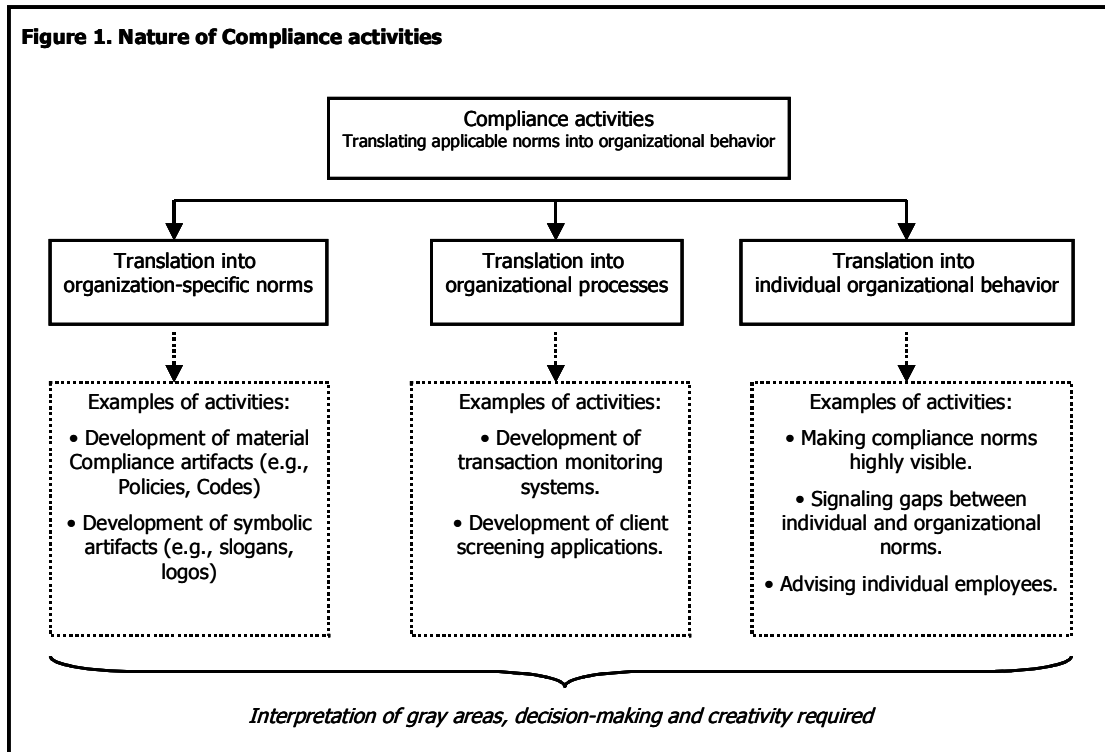 Figure 1. Nature of Compliance activities
Compliance activities
Translating applicable norms into organizational behavior
Translation into
organization-specific norms
Translation into
organizational processes
Translation into
individual organizational behavior
Examples of activities:
• Development of material
Compliance artifacts (e.g.,
Policies, Codes)
• Development of symbolic
artifacts (e.g., slogans,
logos)
Examples of activities:
• Development of
transaction monitoring
systems.
• Development of client
screening applications.
Examples of activities:
• Making compliance norms
highly visible.
• Signaling gaps between
individual and organizational
norms.
• Advising individual employees.
Interpretation of gray areas, decision-making and creativity required